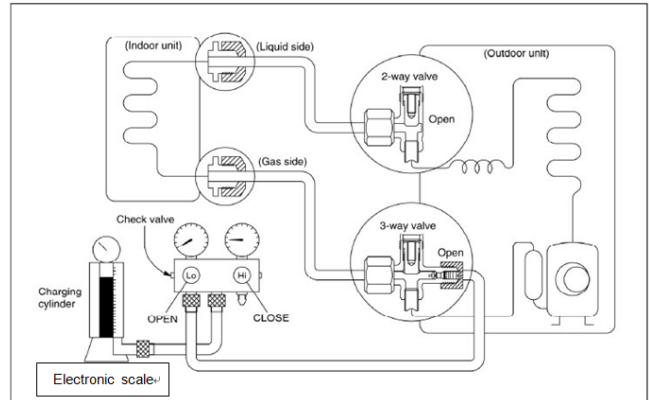 (Indoor unit)
(Liquid side)
(Outdoor unit)
2-way valve
Open
(Gas side)
3-way valve
Open
Check valve
Lo
Hi
Charging
cylinder
OPEN
CLOSE
Electronic scale